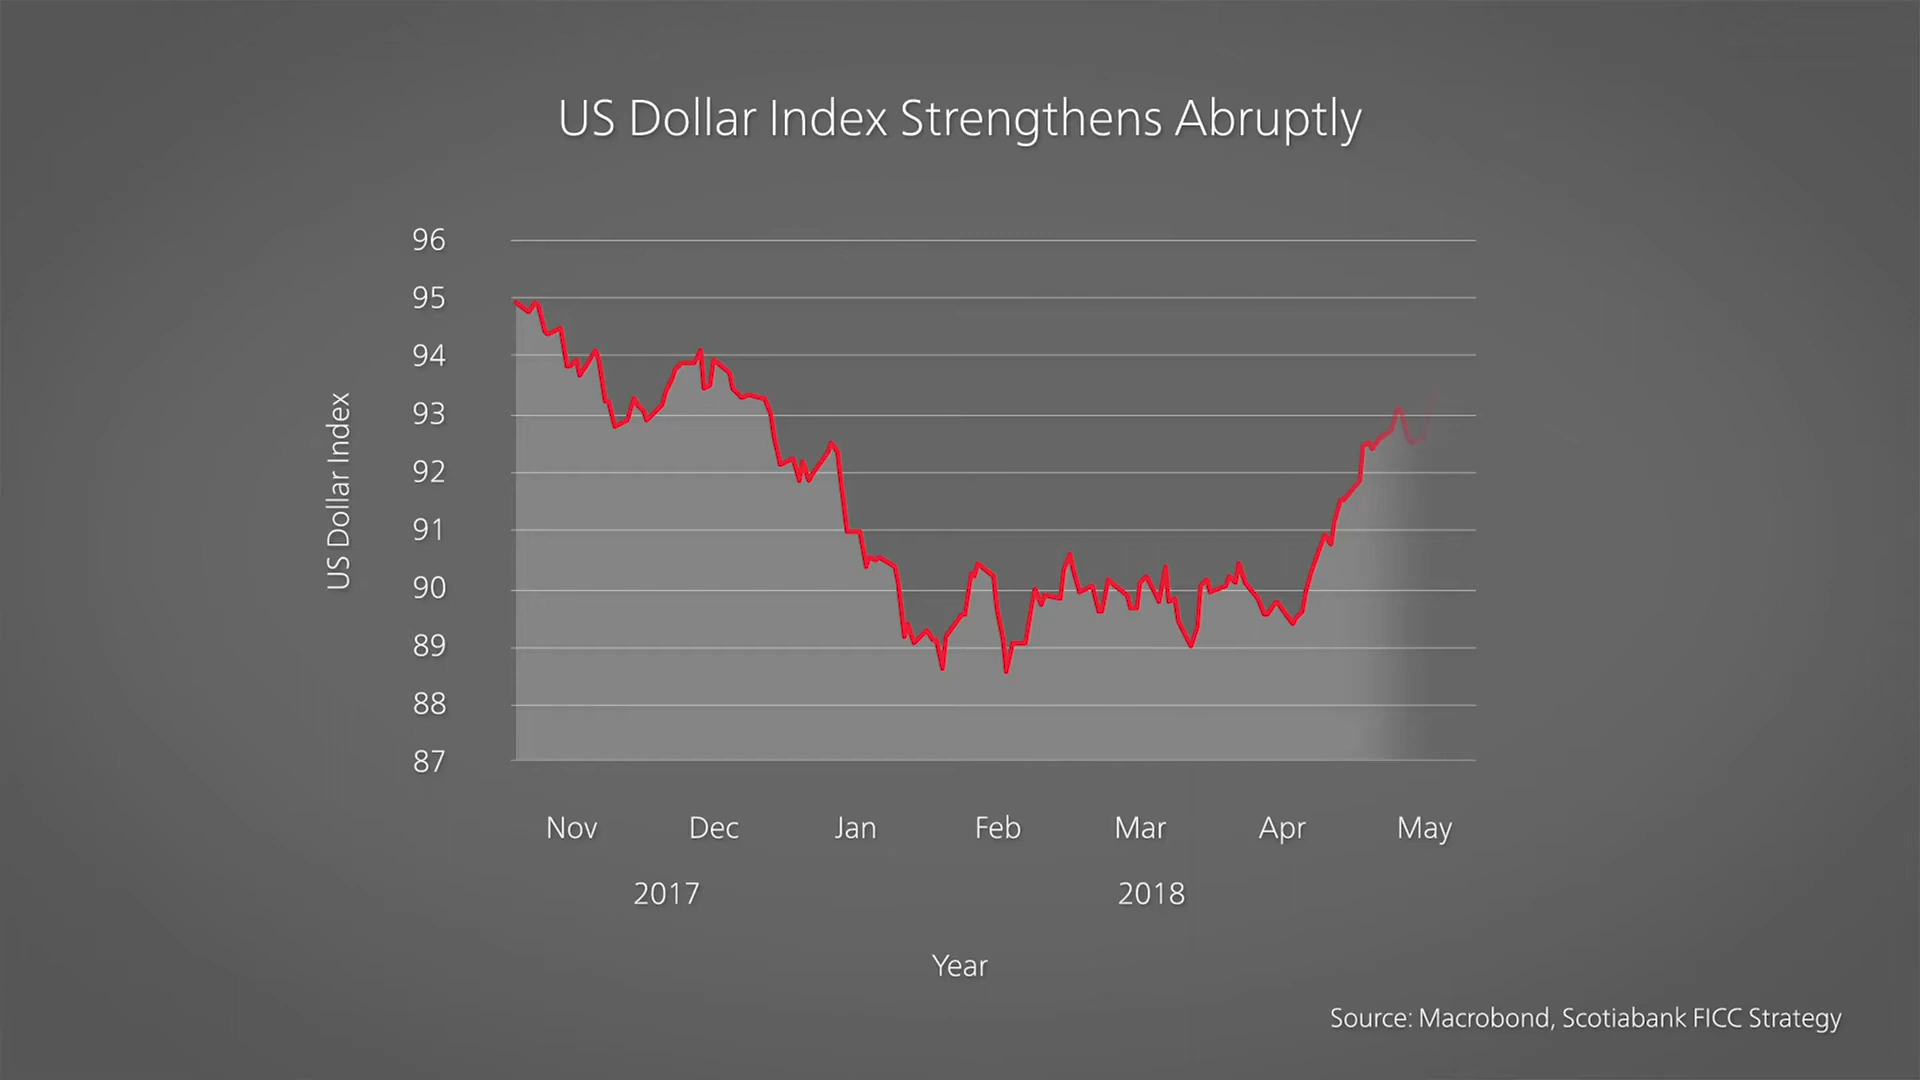 US Dollar Index Strengthens Abruptly
96
95
94
93
92
91
90
89
88
87
US Dollar Index
Nov Dec Jan Feb Mar Apr May
2017 2018
Year
Source: Macrobond, Scotiabank FICC Strategy